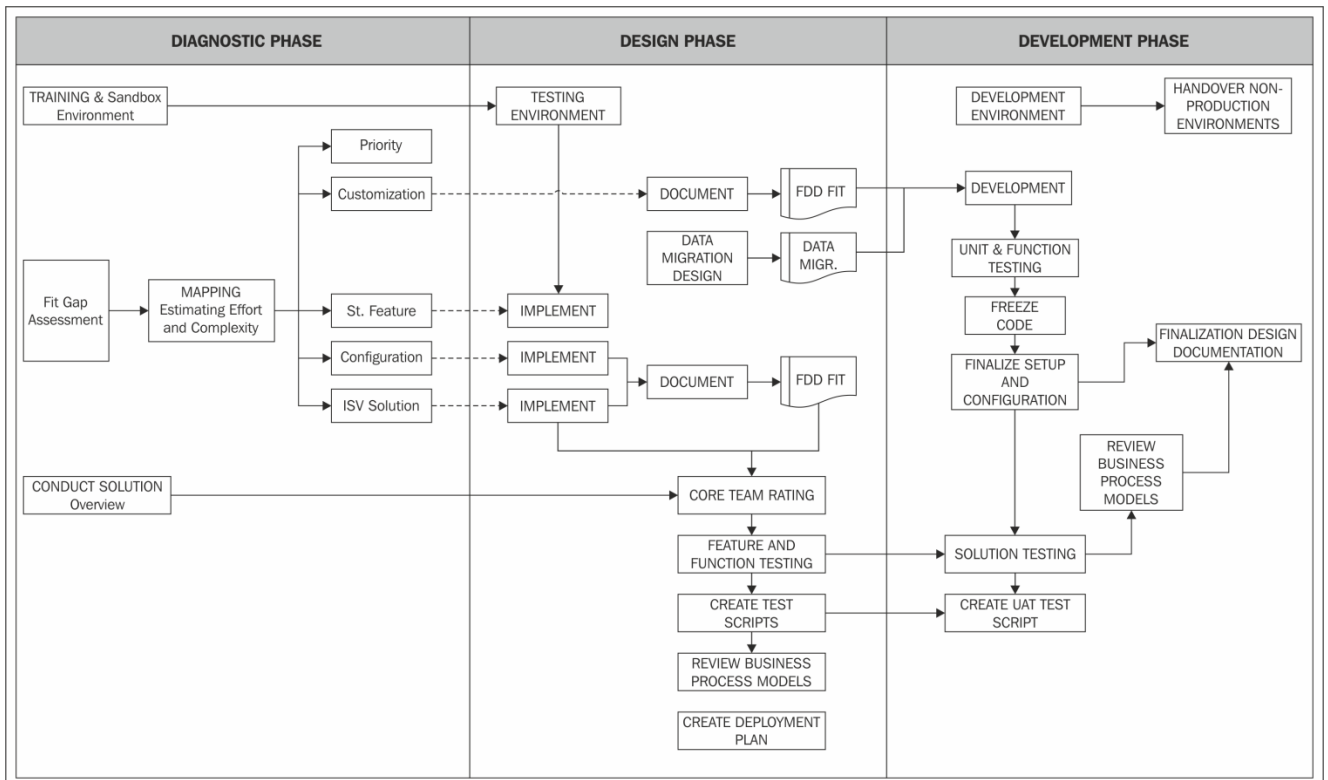 DIAGNOSTIC PHASE
DESIGN PHASE
DEVELOPMENT PHASE
TRAINING & Sandbox
Environment
Priority
Customization
Fit Gap
Assessment
MAPPING
Estimating Effort
and Complexity
St. Feature
Configuration
ISV Solution
CONDUCT SOLUTION
Overview
TESTING
ENVIRONMENT
DOCUMENT
FDD FIT
DATA
MIGRATION
DESIGN
DATA
MIGR.
IMPLEMENT
IMPLEMENT
IMPLEMENT
DOCUMENT
FDD FIT
CORE TEAM RATING
FEATURE AND
FUNCTION TESTING
CREATE TEST
SCRIPTS
REVIEW BUSINESS
PROCESS MODELS
CREATE DEPLOYMENT
PLAN
DEVELOPMENT
ENVIRONMENT
HANDOVER NON-
PRODUCTION
ENVIRONMENTS
DEVELOPMENT
UNIT & FUNCTION
TESTING
FREEZE
CODE
FINALIZE SETUP
AND
CONFIGURATION
FINALIZATION DESIGN
DOCUMENTATION
REVIEW
BUSINESS
PROCESS
MODELS
SOLUTION TESTING
CREATE UAT TEST
SCRIPT